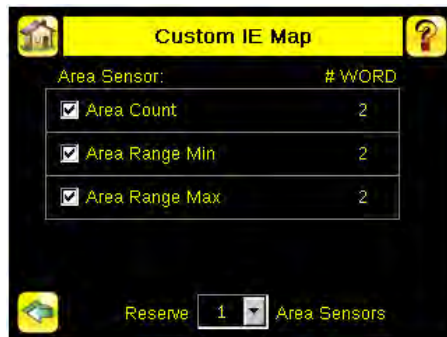 Custom IE Map
?
Area Sensor: # WORD
Area Count 2
Area Range Min 2
Area Range Max 2
Reserve 1 Area Sensors